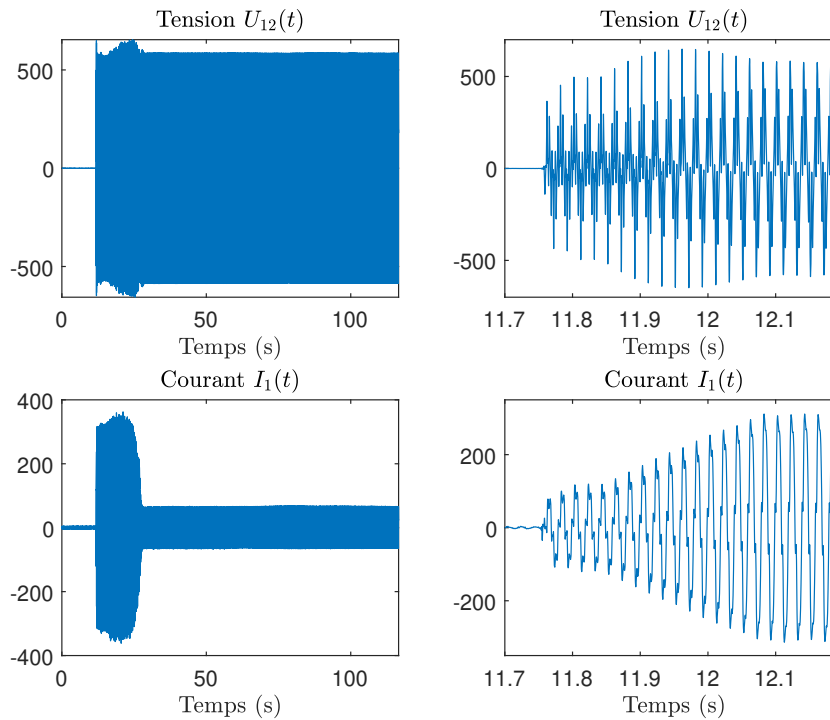 Tension U12(t)
500
0
-500
0 50 100
Temps (s)
Tension U12(t)
500
0
-500
11.7 11.8 11.9 12 12.1
Temps (s)
Courant I1(t)
400
200
0
-200
-400
0 50 100
Temps (s)
Courant I1(t)
200
0
-200
11.7 11.8 11.9 12 12.1
Temps (s)